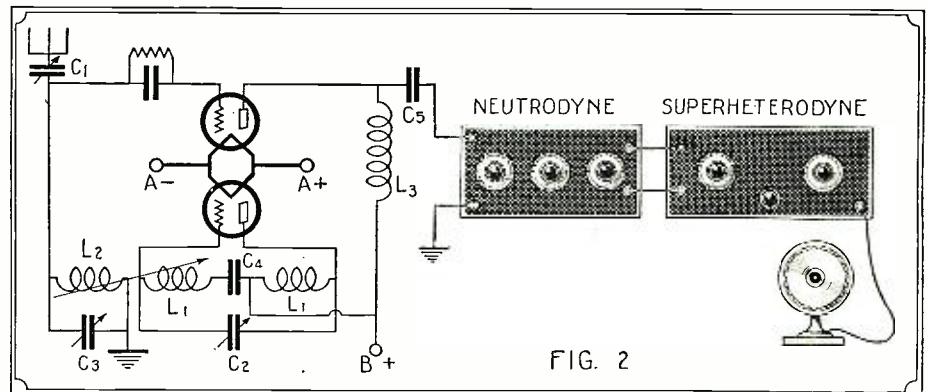 C1
C5
NEUTRODYNE
SUPERHETERODYNE
A-
A+
L3
L2
L1
C4
L1
C3
C2
B+
FIG. 2